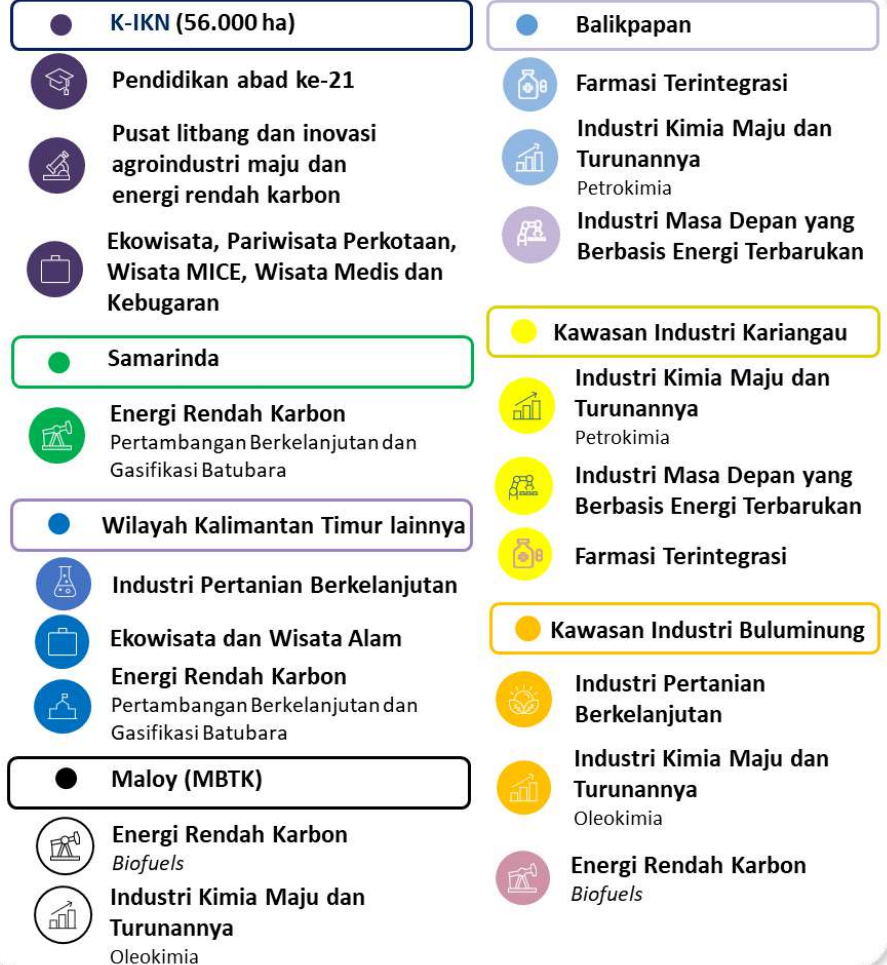 K-IKN (56.000 ha)
Pendidikan abad ke-21
Pusat litbang dan inovasi
agroindustri maju dan
energi rendah karbon
Ekowisata, Pariwisata Perkotaan,
Wisata MICE, Wisata Medis dan
Kebugaran
Samarinda
Energi Rendah Karbon
Pertambangan Berkelanjutan dan
Gasifikasi Batubara
Wilayah Kalimantan Timur lainnya
Industri Pertanian Berkelanjutan
Ekowisata dan Wisata Alam
Energi Rendah Karbon
Pertambangan Berkelanjutan dan
Gasifikasi Batubara
Maloy (MBTK)
Energi Rendah Karbon
Biofuels
Industri Kimia Maju dan
Turunannya
Oleokimia
Balikpapan
Farmasi Terintegrasi
Industri Kimia Maju dan
Turunannya
Petrokimia
Industri Masa Depan yang
Berbasis Energi Terbarukan
Kawasan Industri Kariangau
Industri Kimia Maju dan
Turunannya
Petrokimia
Industri Masa Depan yang
Berbasis Energi Terbarukan
Farmasi Terintegrasi
Kawasan Industri Buluminung
Industri Pertanian
Berkelanjutan
Industri Kimia Maju dan
Turunannya
Oleokimia
Energi Rendah Karbon
Biofuels